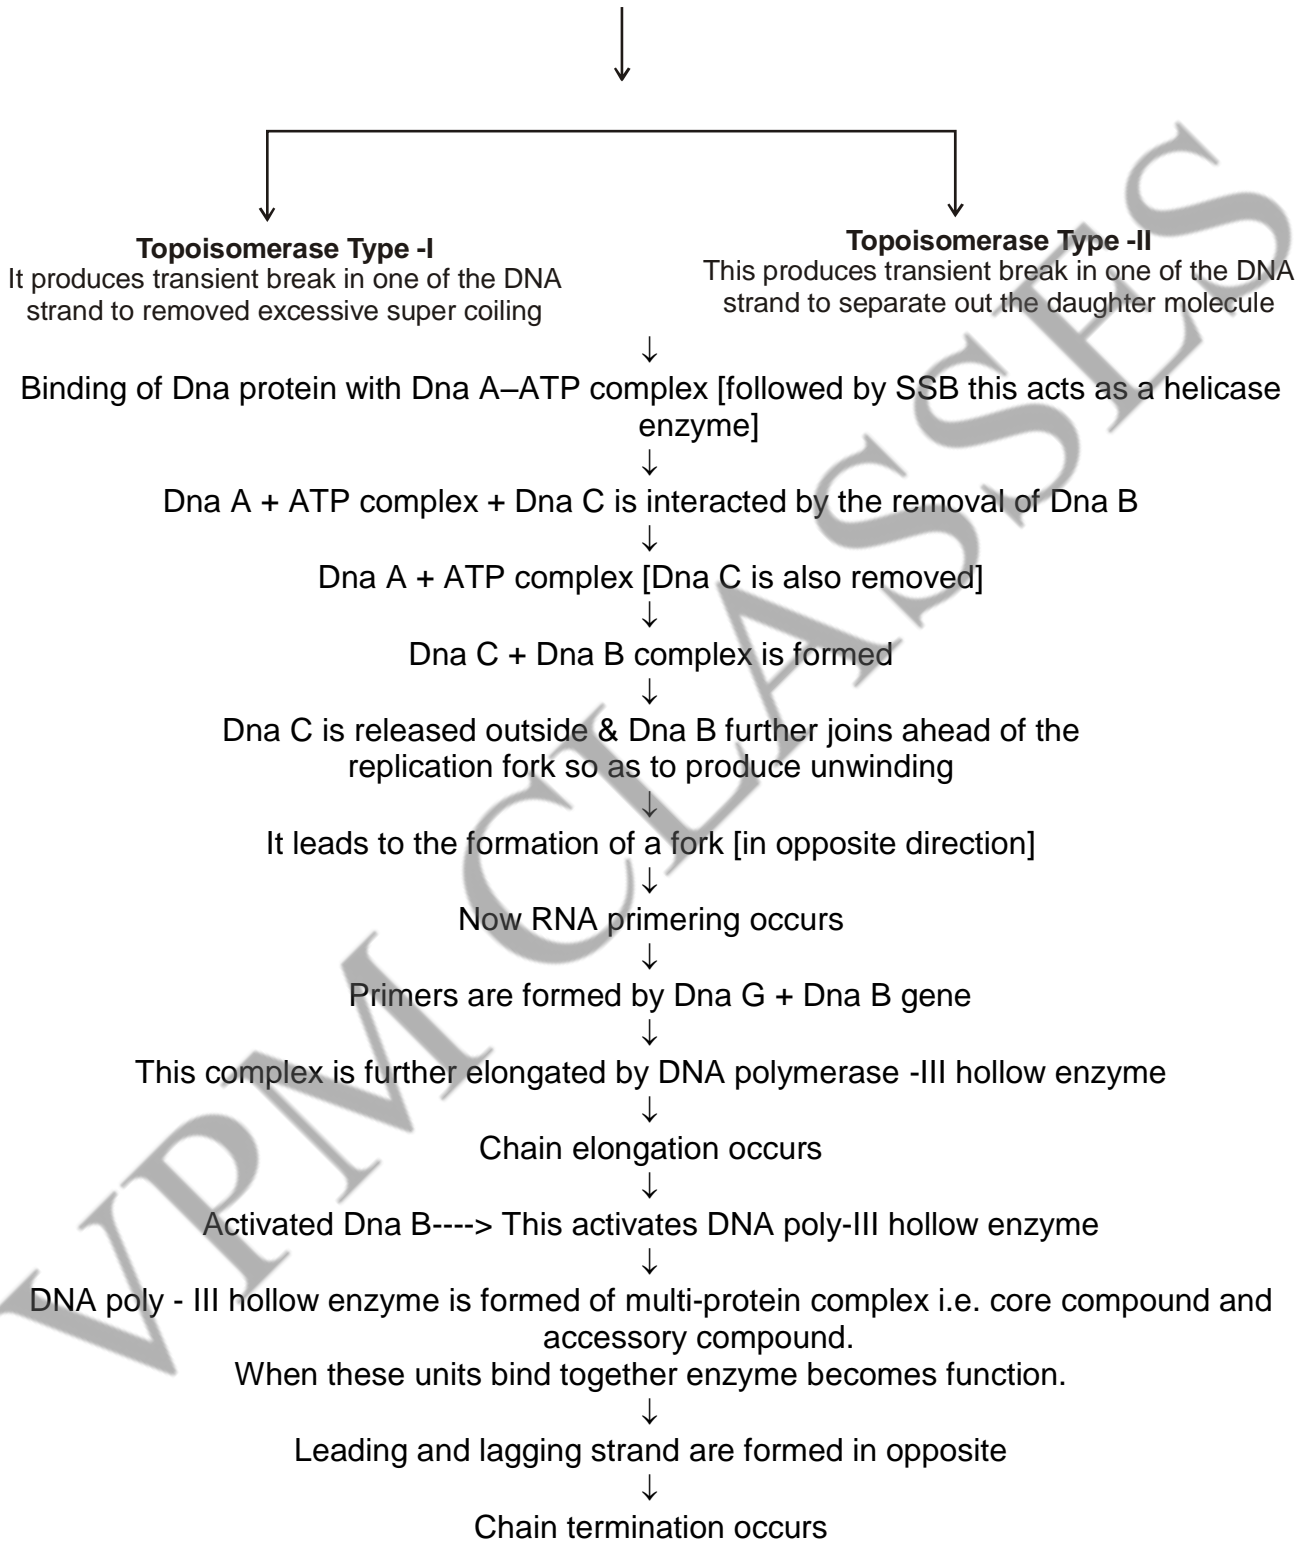 Topoisomerase Type -I
It produces transient break in one of the DNA
strand to removed excessive super coiling
Topoisomerase Type -II
This produces transient break in one of the DNA
strand to separate out the daughter molecule
↓
Binding of Dna protein with Dna A–ATP complex [followed by SSB this acts as a helicase
enzyme]
↓
Dna A + ATP complex + Dna C is interacted by the removal of Dna B
↓
Dna A + ATP complex [Dna C is also removed]
↓
Dna C + Dna B complex is formed
↓
Dna C is released outside & Dna B further joins ahead of the
replication fork so as to produce unwinding
↓
It leads to the formation of a fork [in opposite direction]
↓
Now RNA primering occurs
↓
Primers are formed by Dna G + Dna B gene
↓
This complex is further elongated by DNA polymerase -III hollow enzyme
↓
Chain elongation occurs
↓
Activated Dna B----> This activates DNA poly-III hollow enzyme
↓
DNA poly - III hollow enzyme is formed of multi-protein complex i.e. core compound and
accessory compound.
When these units bind together enzyme becomes function.
↓
Leading and lagging strand are formed in opposite
↓
Chain termination occurs
VPM CLASSES